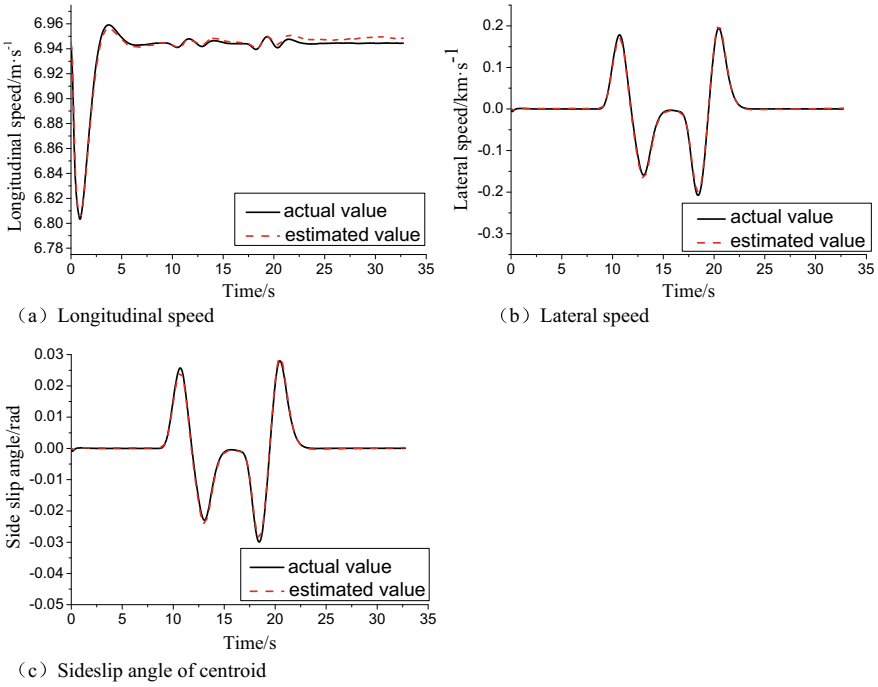 6.96
6.94
6.92
6.90
6.88
6.86
6.84
6.82
6.80
6.78
Longitudinal speed/m·s⁻¹
actual value
estimated value
0 5 10 15 20 25 30 35
Time/s
（a）Longitudinal speed
0.2
0.1
0.0
-0.1
-0.2
-0.3
Lateral speed/km·s⁻¹
actual value
estimated value
0 5 10 15 20 25 30 35
Time/s
（b）Lateral speed
0.03
0.02
0.01
0.00
-0.01
-0.02
-0.03
-0.04
-0.05
Side slip angle/rad
actual value
estimated value
0 5 10 15 20 25 30 35
Time/s
（c）Sideslip angle of centroid